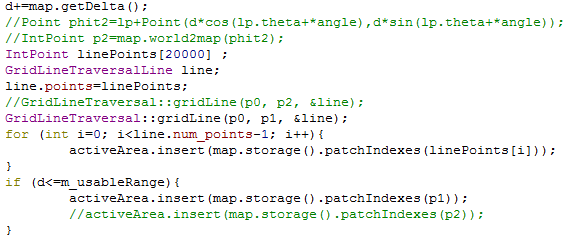 d+=map.getDelta();
//Point phit2=lp+Point(d*cos(lp.theta+*angle),d*sin(lp.theta+*angle));
//IntPoint p2=map.world2map(phit2);
IntPoint linePoints[20000] ;
GridLineTraversalLine line;
line.points=linePoints;
//GridLineTraversal::gridLine(p0, p2, &line);
GridLineTraversal::gridLine(p0, p1, &line);
for (int i=0; i<line.num_points-1; i++){
        activeArea.insert(map.storage().patchIndexes(linePoints[i]));
}
if (d<=m_usableRange){
        activeArea.insert(map.storage().patchIndexes(p1));
        //activeArea.insert(map.storage().patchIndexes(p2));
}